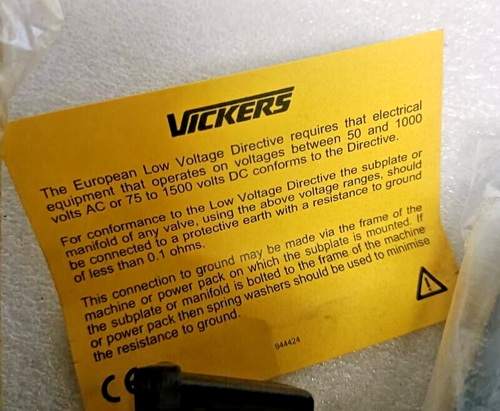 VICKERS
The European Low Voltage Directive requires that electrical
equipment that operates on voltages between 50 and 1000
volts AC or 75 to 1500 volts DC conforms to the Directive.
For conformance to the Low Voltage Directive the subplate or
manifold of any valve, using the above voltage ranges, should
be connected to a protective earth with a resistance to ground
of less than 0.1 ohms.
This connection to ground may be made via the frame of the
machine or power pack on which the subplate is mounted. If
the subplate or manifold is bolted to the frame of the machine
or power pack then spring washers should be used to minimise
the resistance to ground.
944424
CE